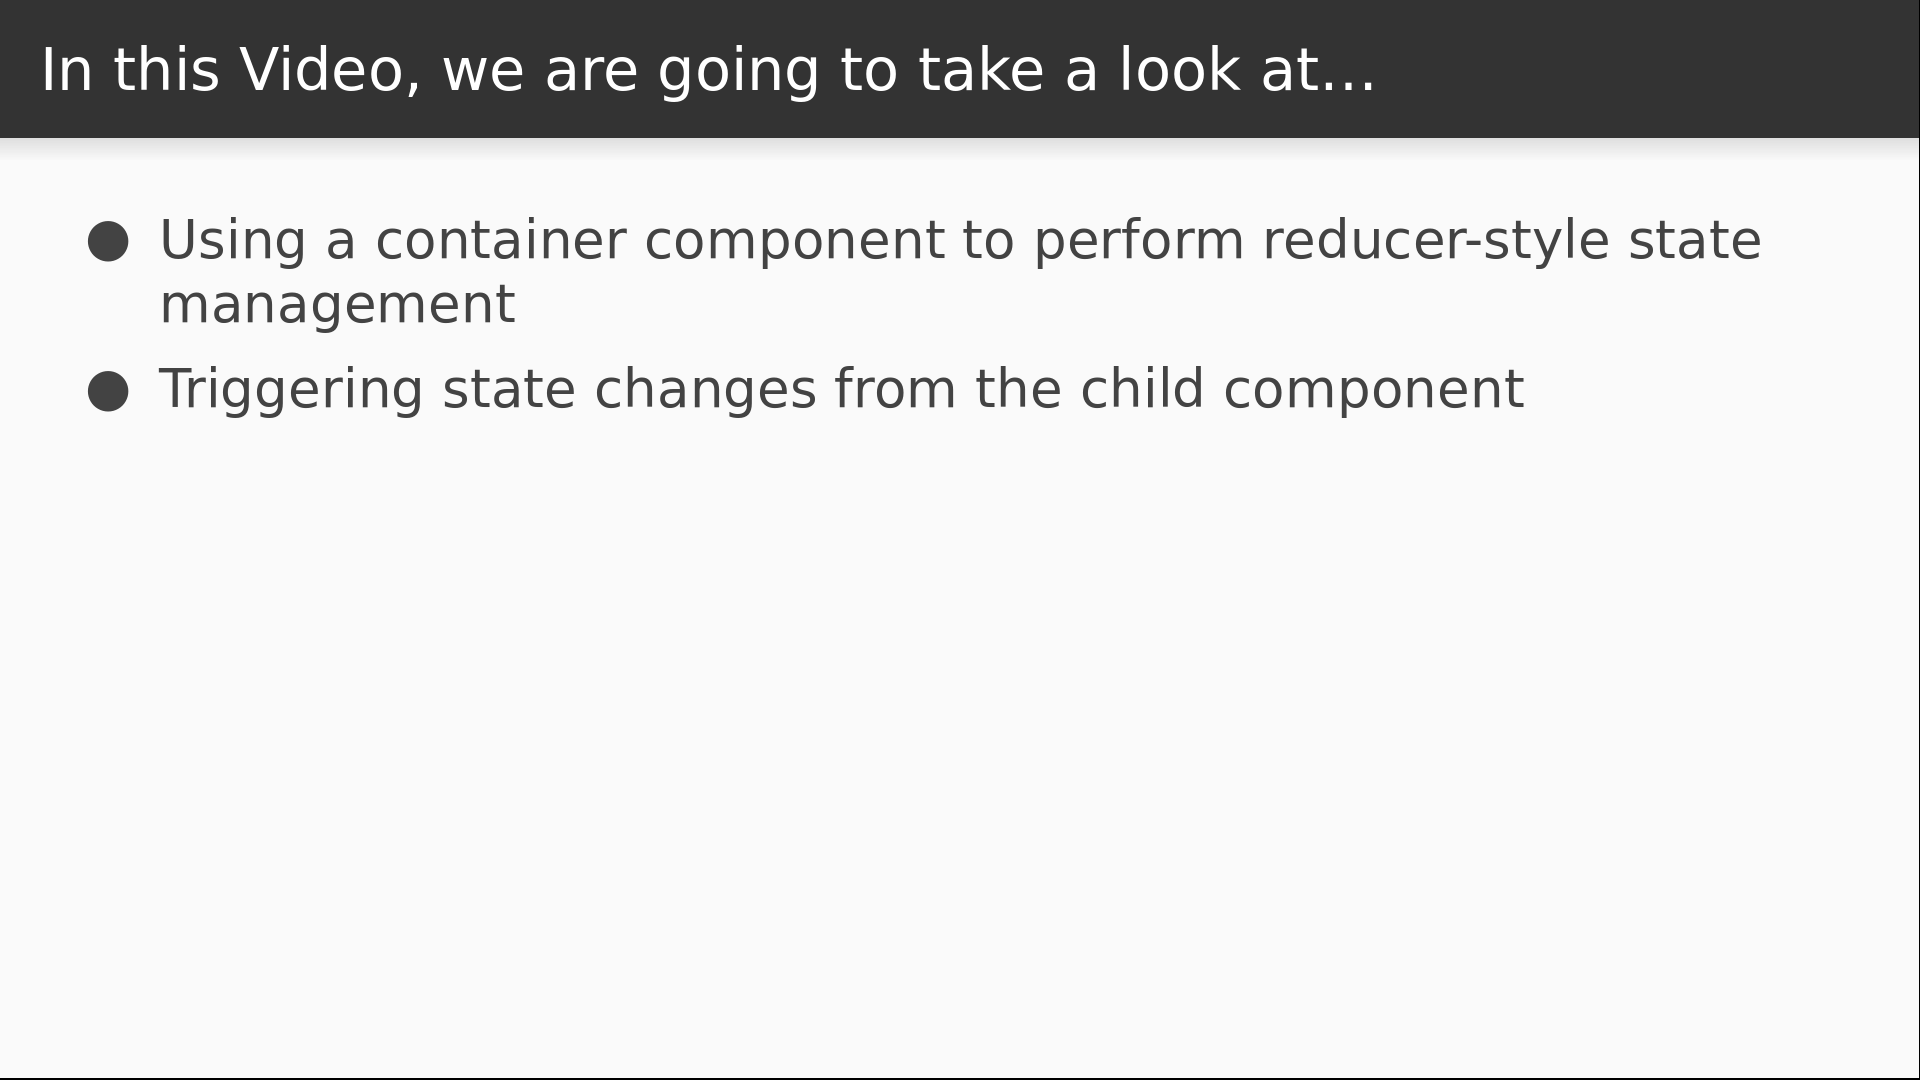 In this Video, we are going to take a look at…
● Using a container component to perform reducer-style state
management
● Triggering state changes from the child component